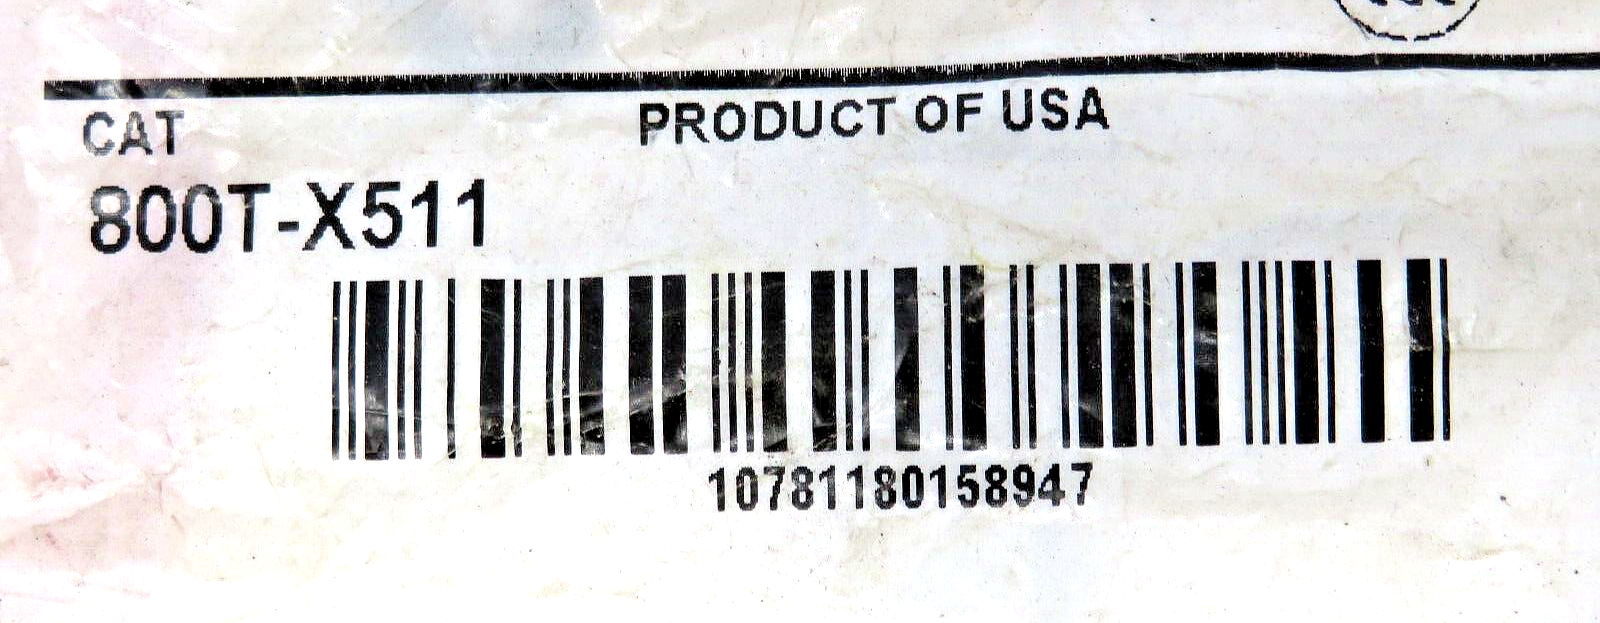 CAT
PRODUCT OF USA
800T-X511
10781180158947